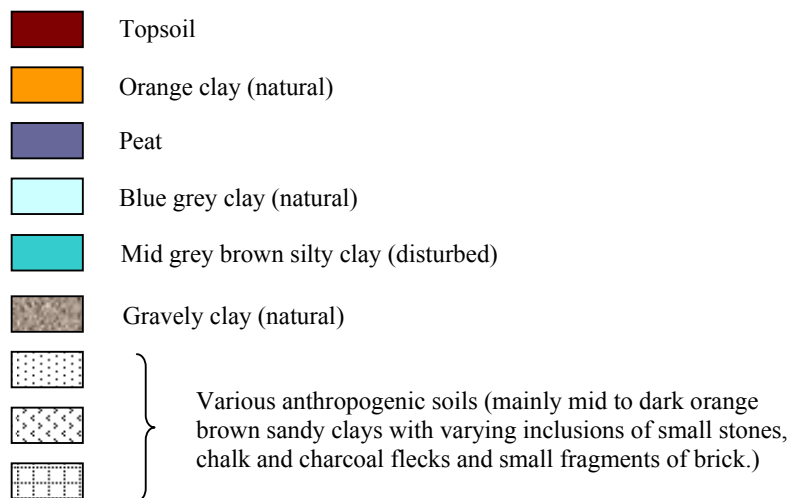 Topsoil
Orange clay (natural)
Peat
Blue grey clay (natural)
Mid grey brown silty clay (disturbed)
Gravely clay (natural)
Various anthropogenic soils (mainly mid to dark orange
brown sandy clays with varying inclusions of small stones,
chalk and charcoal flecks and small fragments of brick.)